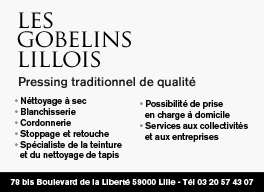 LES
GOBELINS
LILLOIS
Pressing traditionnel de qualité
• Néttoyage à sec
• Blanchisserie
• Cordonnerie
• Stoppage et retouche
• Spécialiste de la teinture
et du nettoyage de tapis
• Possibilité de prise
en charge à domicile
• Services aux collectivités
et aux entreprises
78 bis Boulevard de la Liberté 59000 Lille - Tél 03 20 57 43 07